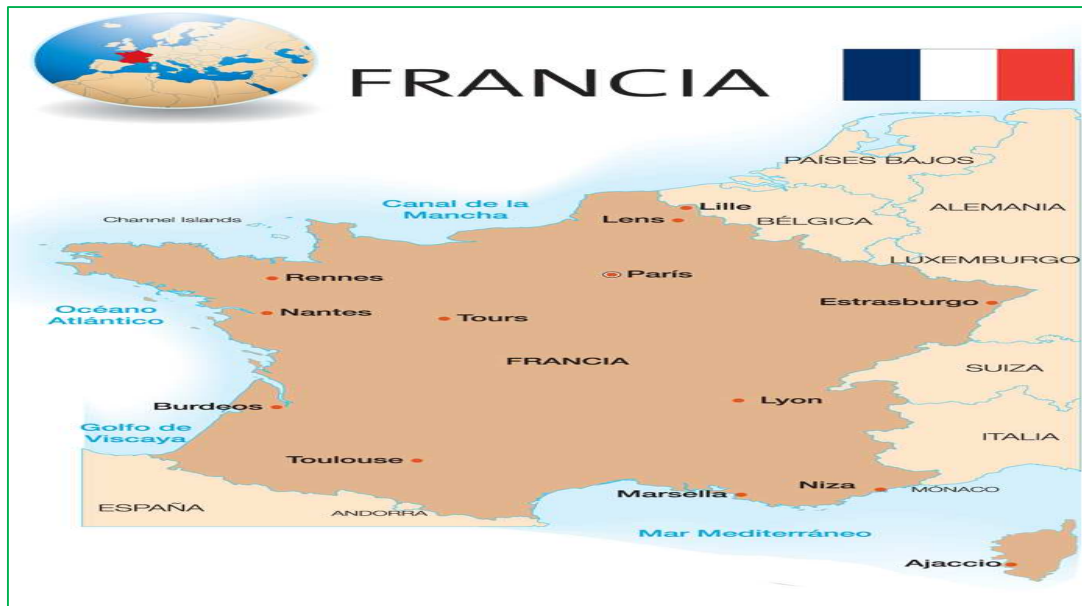 FRANCIA
PAÍSES BAJOS
Canal de la
Mancha
Lille
ALEMANIA
Channel Islands
Lens
BÉLGICA
LUXEMBURGO
Rennes
París
Océano
Atlántico
Nantes
Tours
Estrasburgo
FRANCIA
SUIZA
Burdeos
Lyon
Golfo de
Viscaya
ITALIA
Toulouse
Niza
MÓNACO
Marsella
ESPAÑA
ANDORRA
Mar Mediterráneo
Ajaccio